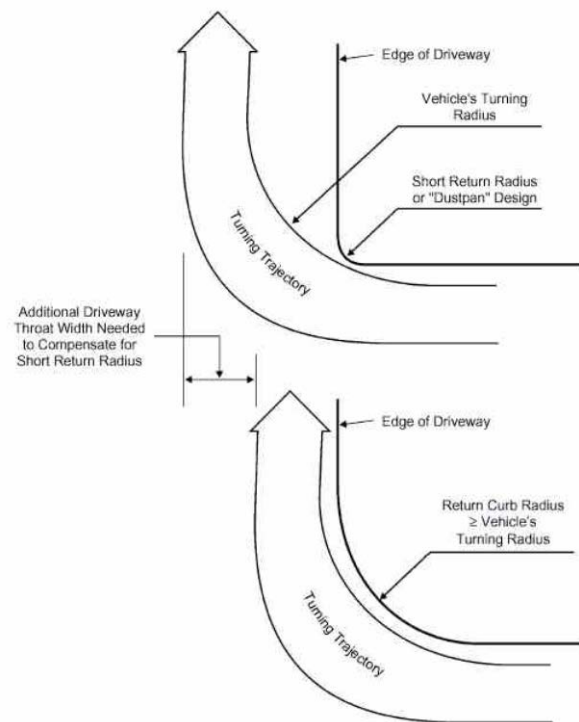 Edge of Driveway
Vehicle's Turning
Radius
Short Return Radius
or "Dustpan" Design
Turning Trajectory
Additional Driveway
Throat Width Needed
to Compensate for
Short Return Radius
Edge of Driveway
Return Curb Radius
≥ Vehicle's
Turning Radius
Turning Trajectory